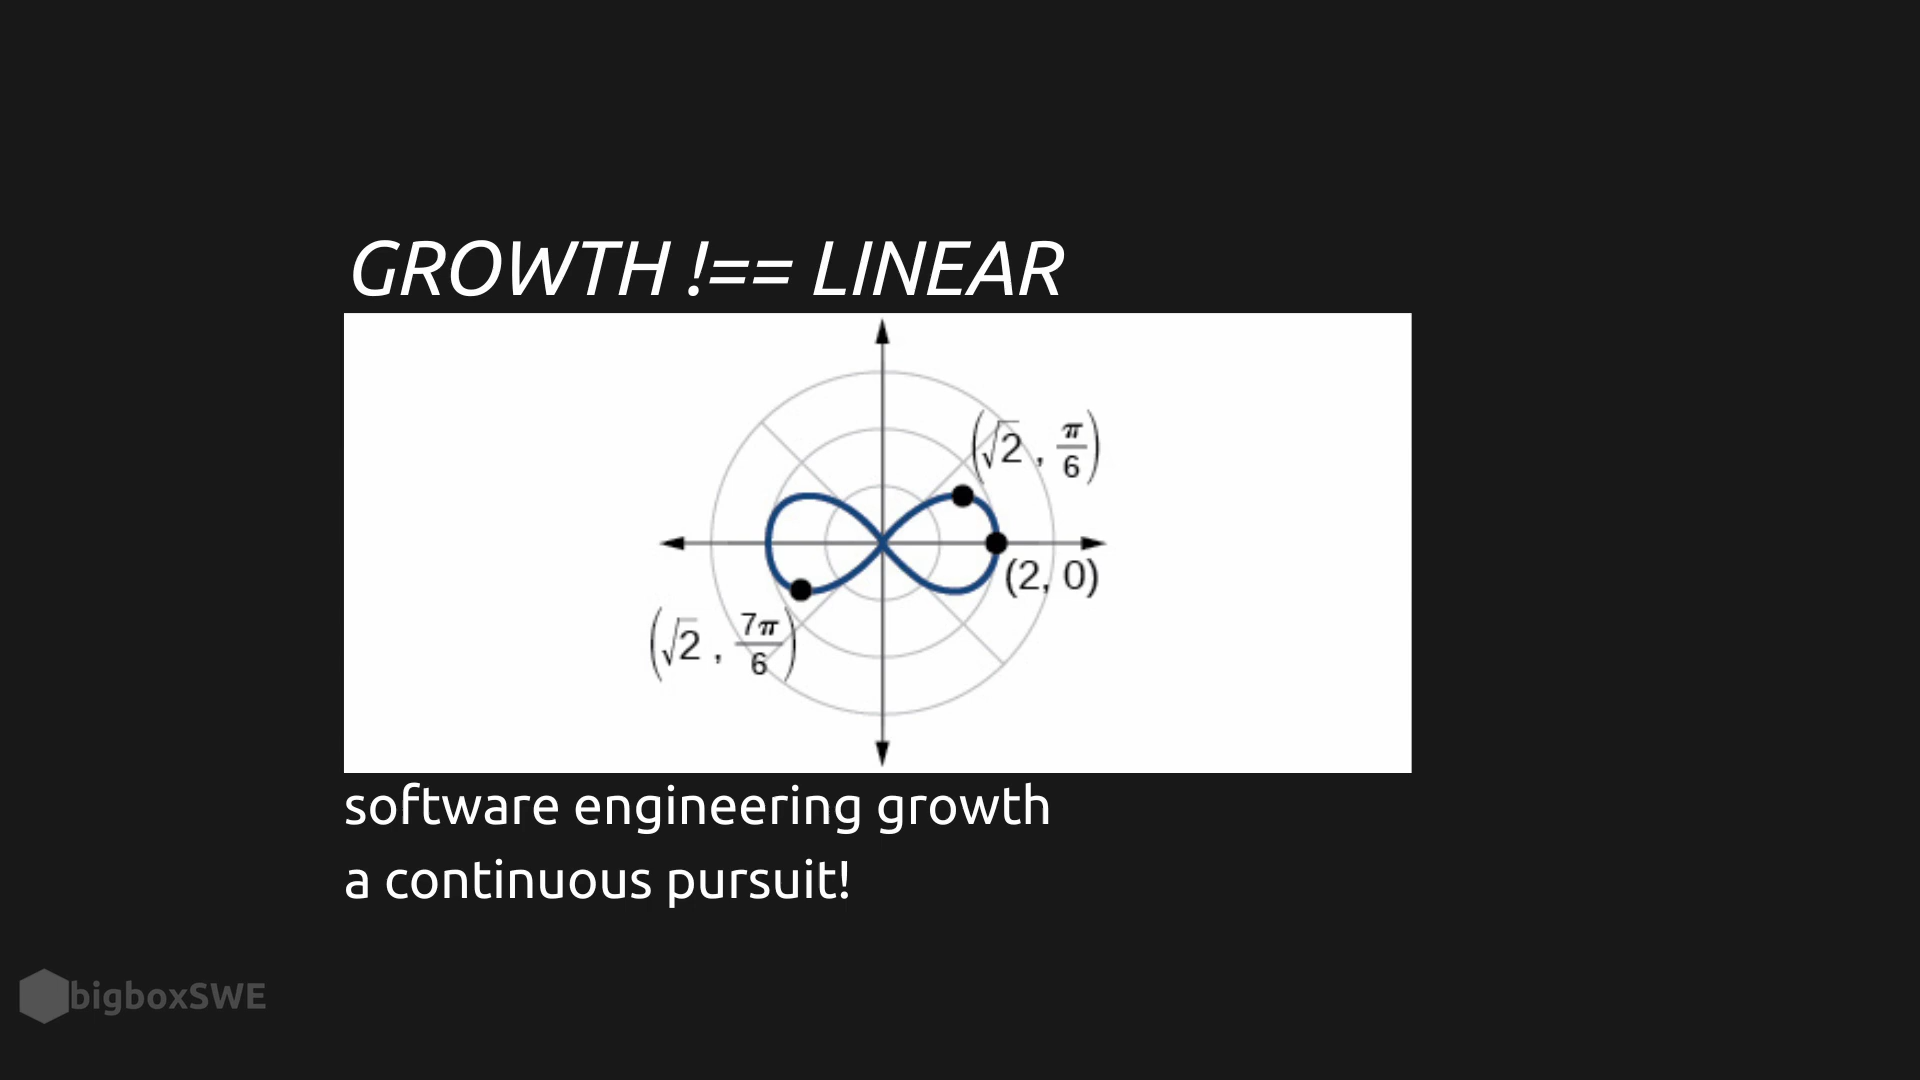 GROWTH !== LINEAR
(√2 , π/6)
(2, 0)
(√2 , 7π/6)
software engineering growth
a continuous pursuit!
bigboxSWE